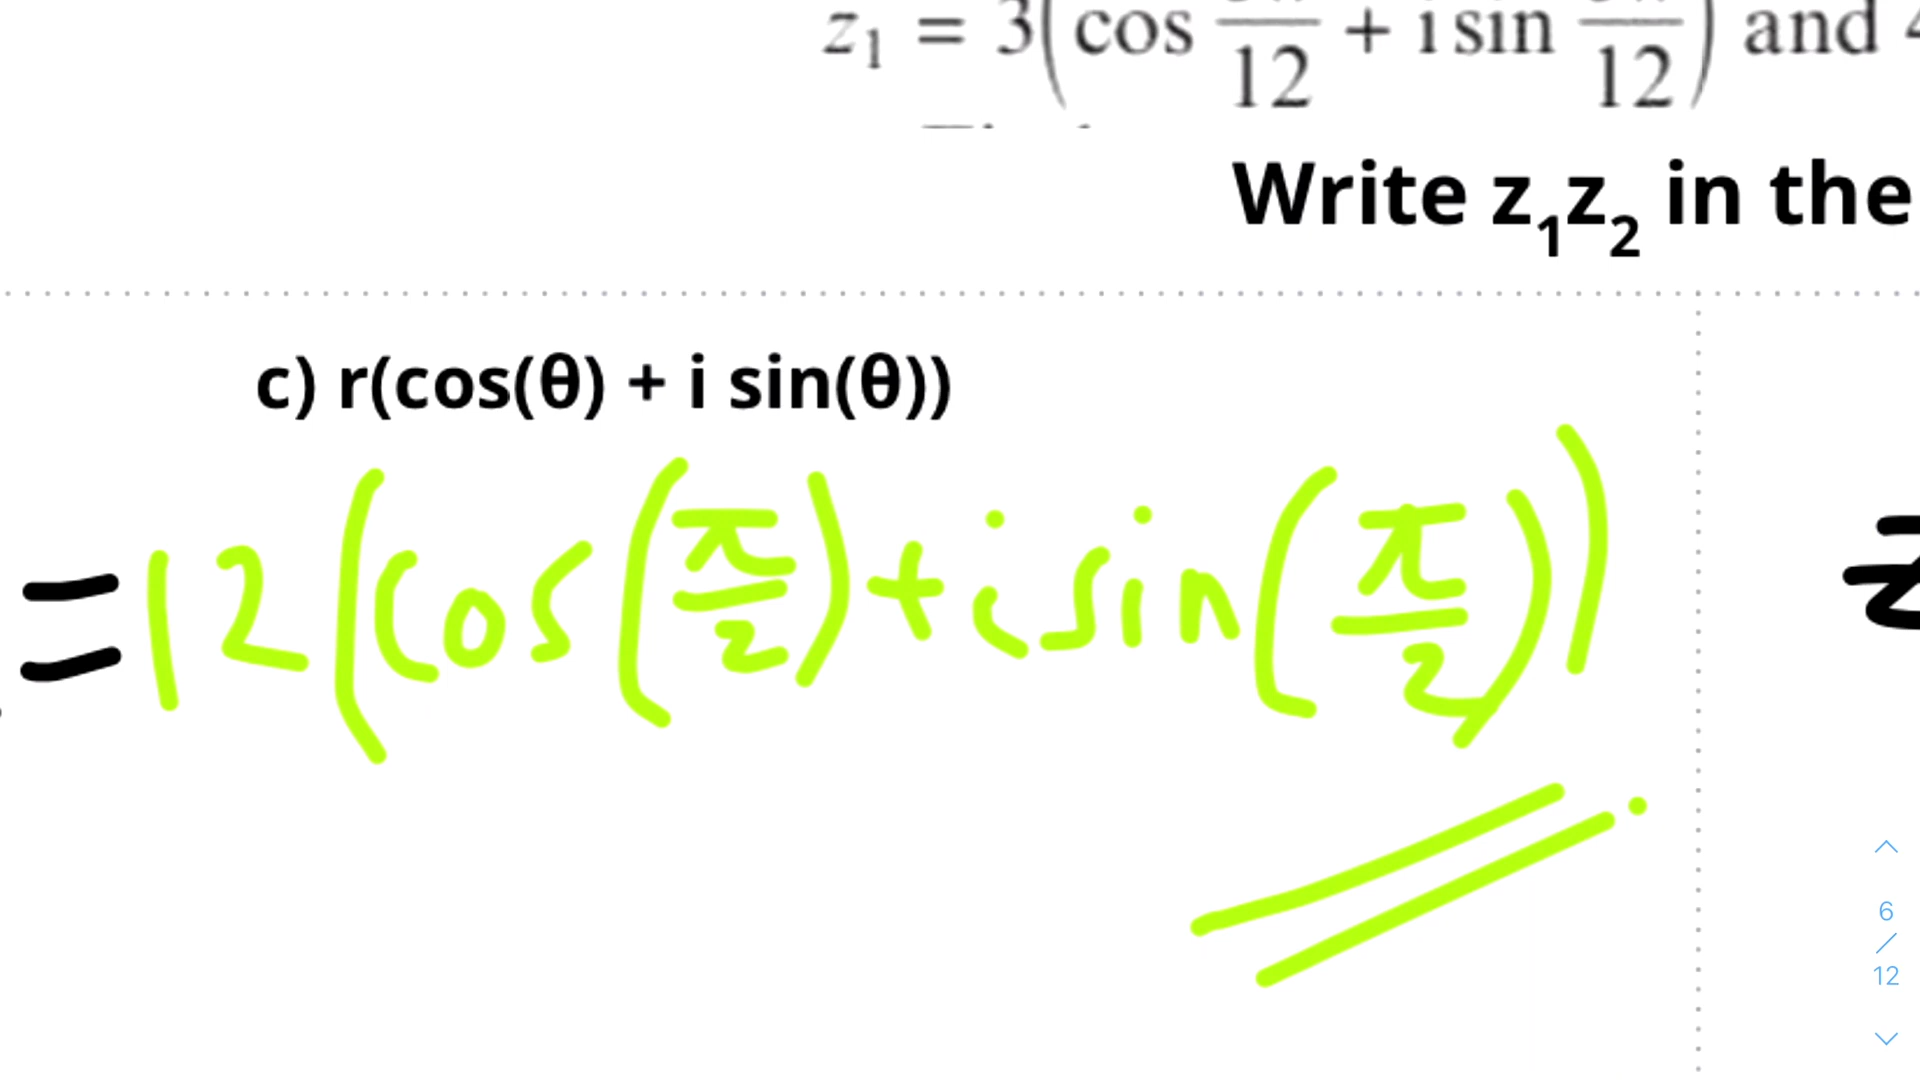 z₁ = 3(cos π/12 + i sin π/12) and
Write z₁z₂ in the
c) r(cos(θ) + i sin(θ))
= 12(cos(π/2) + i sin(π/2))
6
/
12